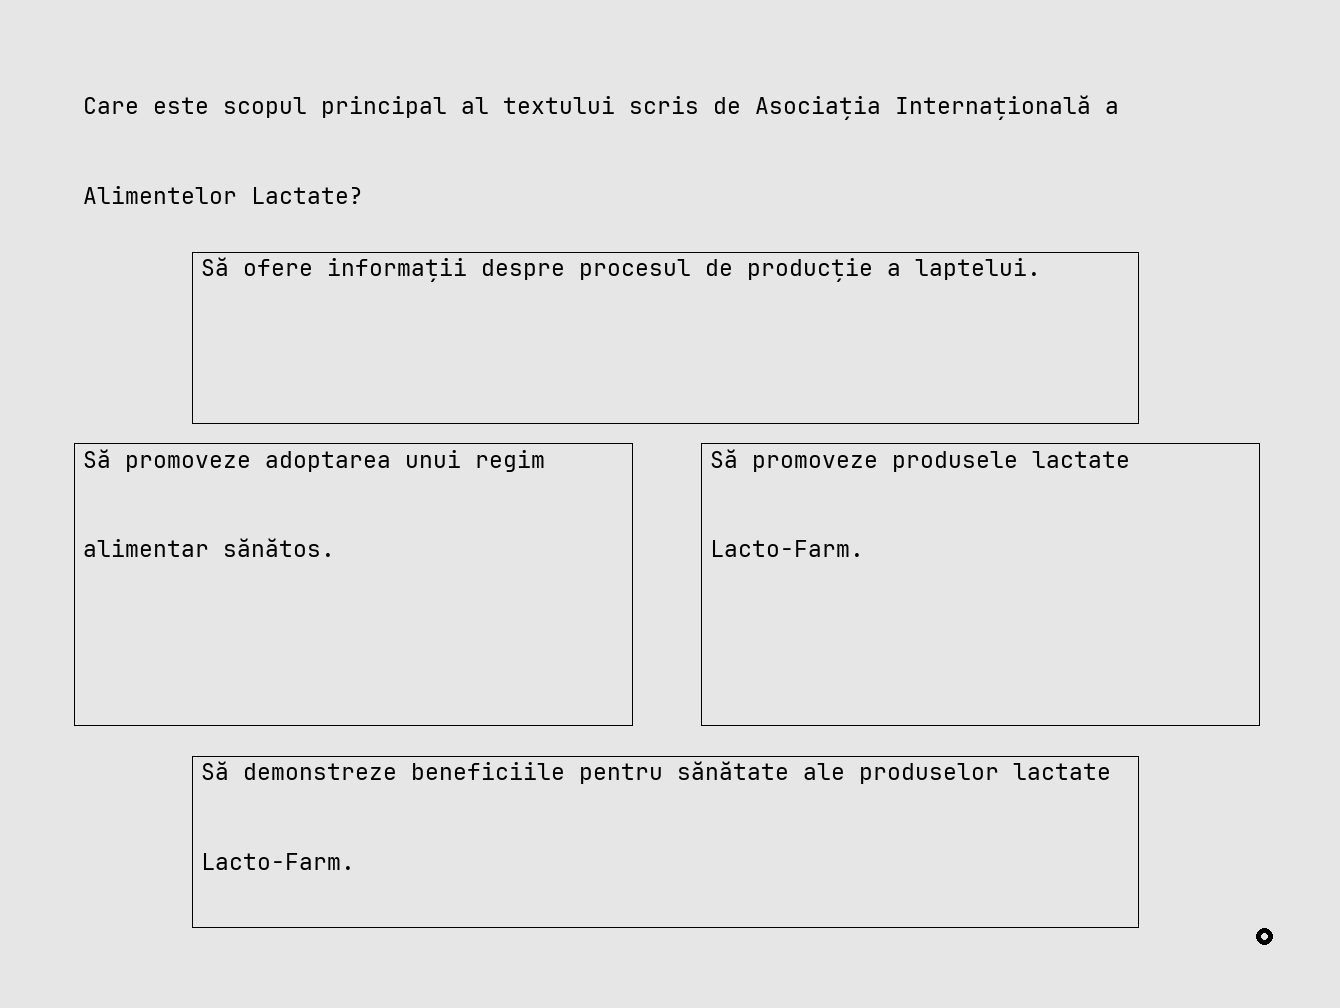 Care este scopul principal al textului scris de Asociația Internațională a
Alimentelor Lactate?
Să ofere informații despre procesul de producție a laptelui.
Să promoveze adoptarea unui regim
alimentar sănătos.
Să promoveze produsele lactate
Lacto-Farm.
Să demonstreze beneficiile pentru sănătate ale produselor lactate
Lacto-Farm.